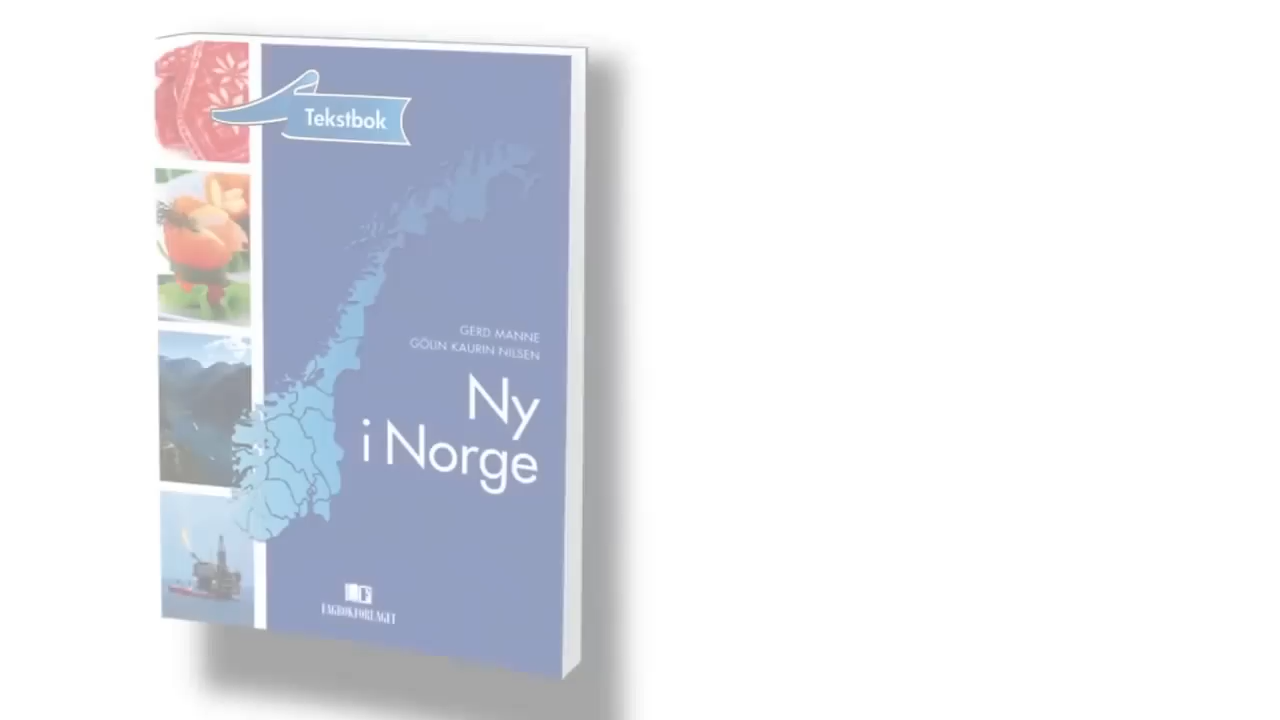 Tekstbok
GERD MANNE
GÖLIN KAURIN NILSEN
Ny
i Norge
FAGBOKFORLAGET